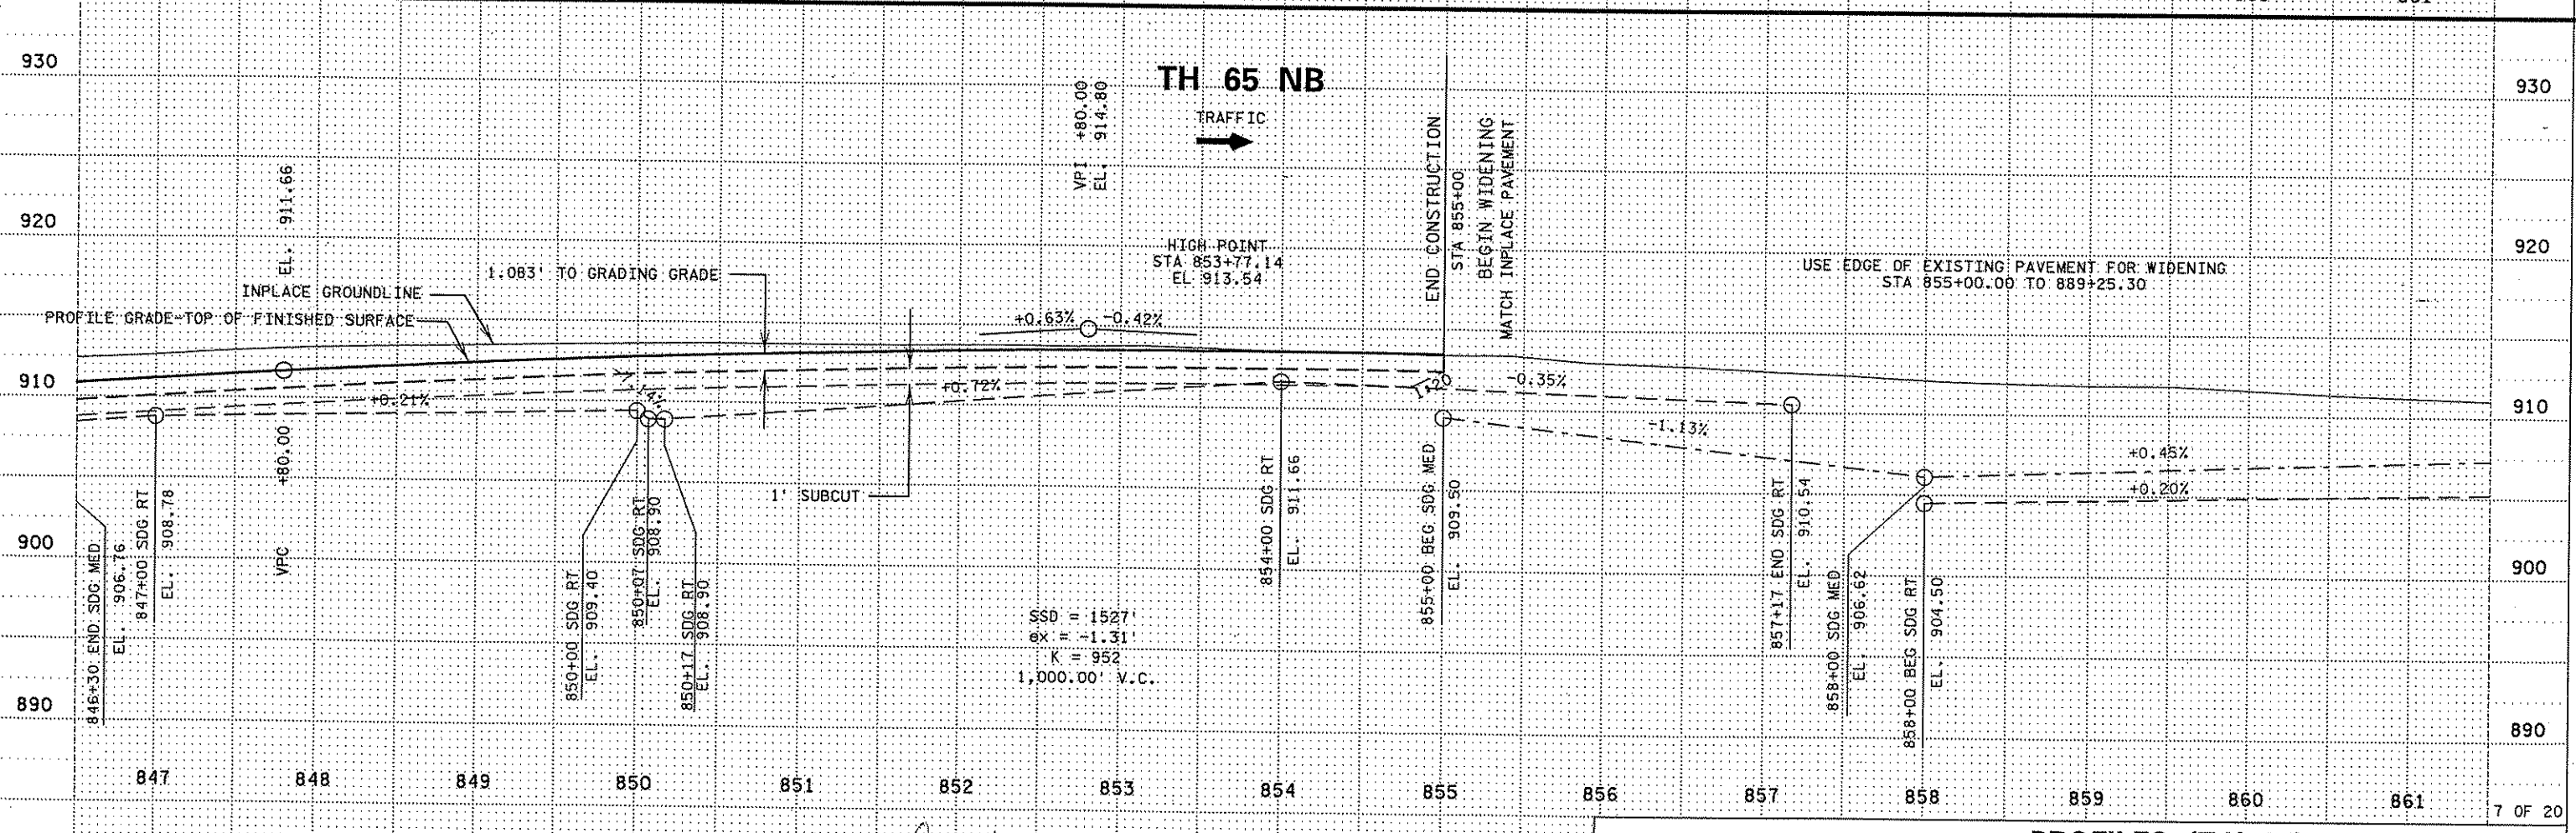 930
920
910
900
890
TH 65 NB
TRAFFIC
930
920
910
900
890
EL. 911.66
VPI +80.00
EL. 914.80
END CONSTRUCTION
STA 855+00
BEGIN WIDENING
MATCH INPLACE PAVEMENT
HIGH POINT
STA 853+77.14
EL 913.54
USE EDGE OF EXISTING PAVEMENT FOR WIDENING
STA 855+00.00 TO 889+25.30
1.083' TO GRADING GRADE
INPLACE GROUNDLINE
PROFILE GRADE-TOP OF FINISHED SURFACE
+0.63% -0.42%
+0.21%
+0.72%
-0.35%
-1.13%
+0.45%
+0.20%
1:20
VPC +80.00
1' SUBCUT
846+30 END SDG MED
EL. 906.76
847+00 SDG RT
EL. 908.78
850+00 SDG RT
EL. 909.40
850+07 SDG RT
EL. 908.90
850+17 SDG RT
EL. 908.90
854+00 SDG RT
EL. 911.66
855+00 BEG SDG MED
EL. 909.50
857+17 END SDG RT
EL. 910.54
858+00 SDG MED
EL. 906.62
858+00 BEG SDG RT
EL. 904.50
SSD = 1527'
ex = -1.31'
K = 952
1,000.00' V.C.
847 848 849 850 851 852 853 854 855 856 857 858 859 860 861
7 OF 20